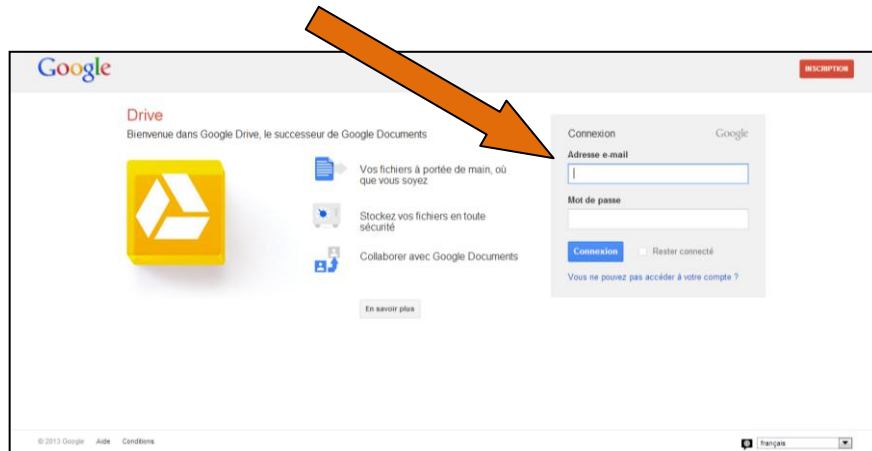 Google
INSCRIPTION
Drive
Bienvenue dans Google Drive, le successeur de Google Documents
Vos fichiers à portée de main, où
que vous soyez
Stockez vos fichiers en toute
sécurité
Collaborer avec Google Documents
En savoir plus
Connexion Google
Adresse e-mail
Mot de passe
Connexion Rester connecté
Vous ne pouvez pas accéder à votre compte ?
© 2013 Google Aide Conditions
français